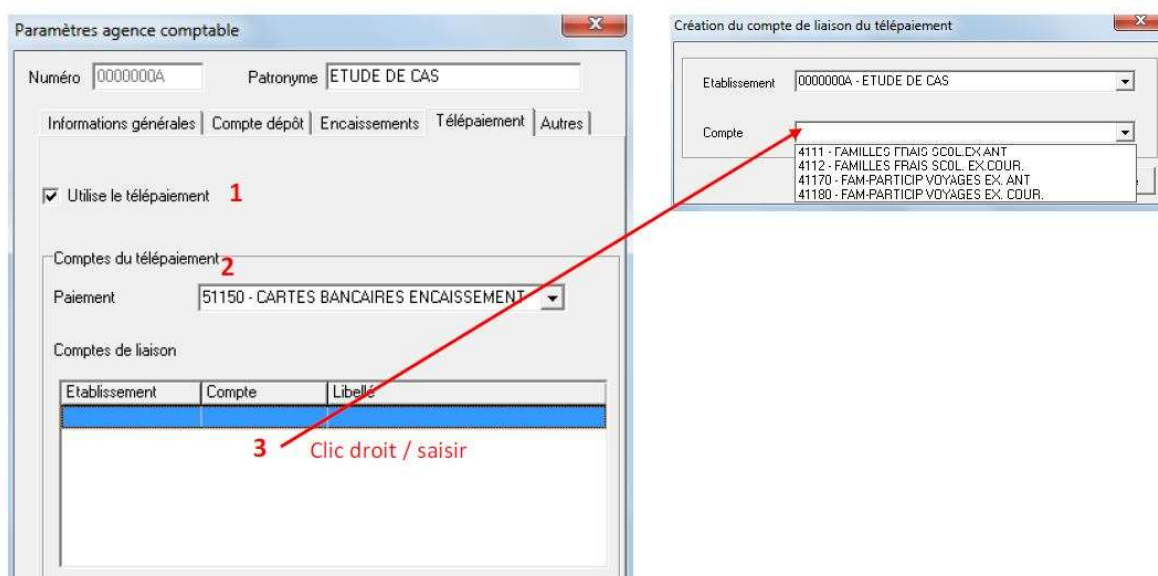 Paramètres agence comptable
Numéro 0000000A Patronyme ETUDE DE CAS
Informations générales Compte dépôt Encaissements Télépaiement Autres
Utilise le télépaiement 1
Comptes du télépaiement 2
Paiement 51150 - CARTES BANCAIRES ENCAISSEMENT
Comptes de liaison
Etablissement Compte Libellé
3 Clic droit / saisir
Création du compte de liaison du télépaiement
Etablissement 0000000A - ETUDE DE CAS
Compte
4111 - FAMILLES FRAIS SCOL.EX.ANT
4112 - FAMILLES FRAIS SCOL. EX.COUR.
41170 - FAM-PARTICIP VOYAGES EX. ANT
41180 - FAM-PARTICIP VOYAGES EX. COUR.